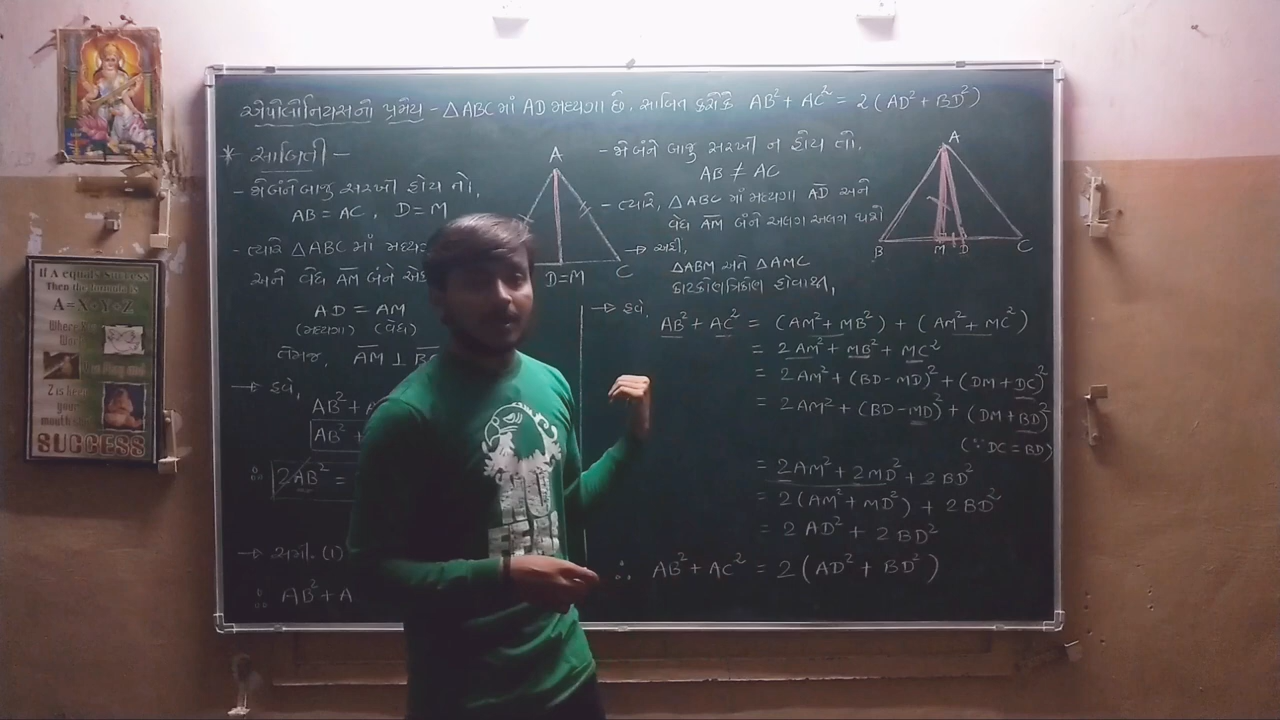 એપોલોનિયસનો પ્રમેય - △ABC માં AD મધ્યગા છે. સાબિત કરો કે AB² + AC² = 2(AD² + BD²)
* સાબિતી -
- જો બંને બાજુ સરખી હોય તો,
AB = AC, D = M
- ત્યારે △ABC માં
અને વેધ AM બંને
AD = AM
(મધ્યગા) (વેધ)
તેમજ, AM ⊥
→ હવે,
AB² +
AB² +
∴ 2AB² =
→ સમી. (1)
∴ AB² + A
A
D=M
C
- જો બંને બાજુ સરખી ન હોય તો,
AB ≠ AC
- ત્યારે, △ABC માં મધ્યગા AD અને
વેધ AM બંને અલગ અલગ થશે
→ અહીં,
△ABM અને △AMC
કાટકોણ ત્રિકોણ હોવાથી,
A
B
M
D
C
→ હવે,
AB² + AC² = (AM² + MB²) + (AM² + MC²)
= 2AM² + MB² + MC²
= 2AM² + (BD - MD)² + (DM + DC)²
= 2AM² + (BD - MD)² + (DM + BD)²
(∵ DC = BD)
= 2AM² + 2MD² + 2BD²
= 2(AM² + MD²) + 2BD²
= 2AD² + 2BD²
∴ AB² + AC² = 2(AD² + BD²)
If A equals Success
Then the formula is
A=X+Y+Z
SUCCESS